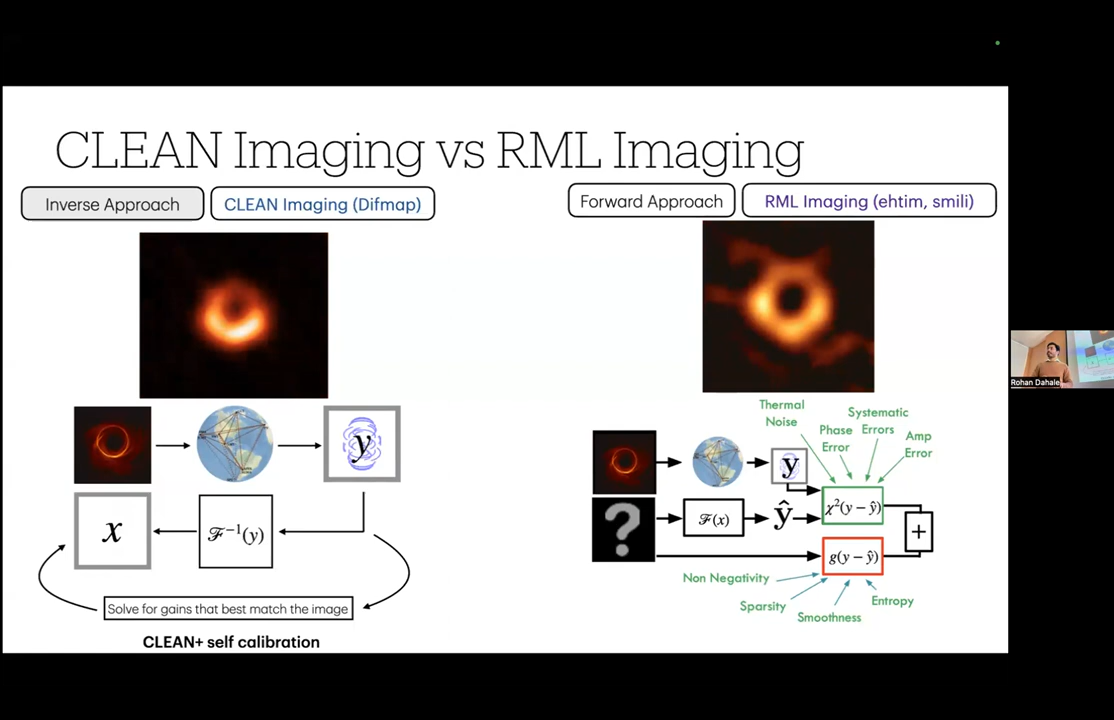 CLEAN Imaging vs RML Imaging
Inverse Approach
CLEAN Imaging (Difmap)
Forward Approach
RML Imaging (ehtim, smili)
y
x
ℱ⁻¹(y)
Solve for gains that best match the image
CLEAN+ self calibration
Thermal
Noise
Phase
Error
Systematic
Errors
Amp
Error
y
?
ℱ(x)
ŷ
χ²(y − ŷ)
+
g(y − ŷ)
Non Negativity
Sparsity
Smoothness
Entropy
Rohan Dahale